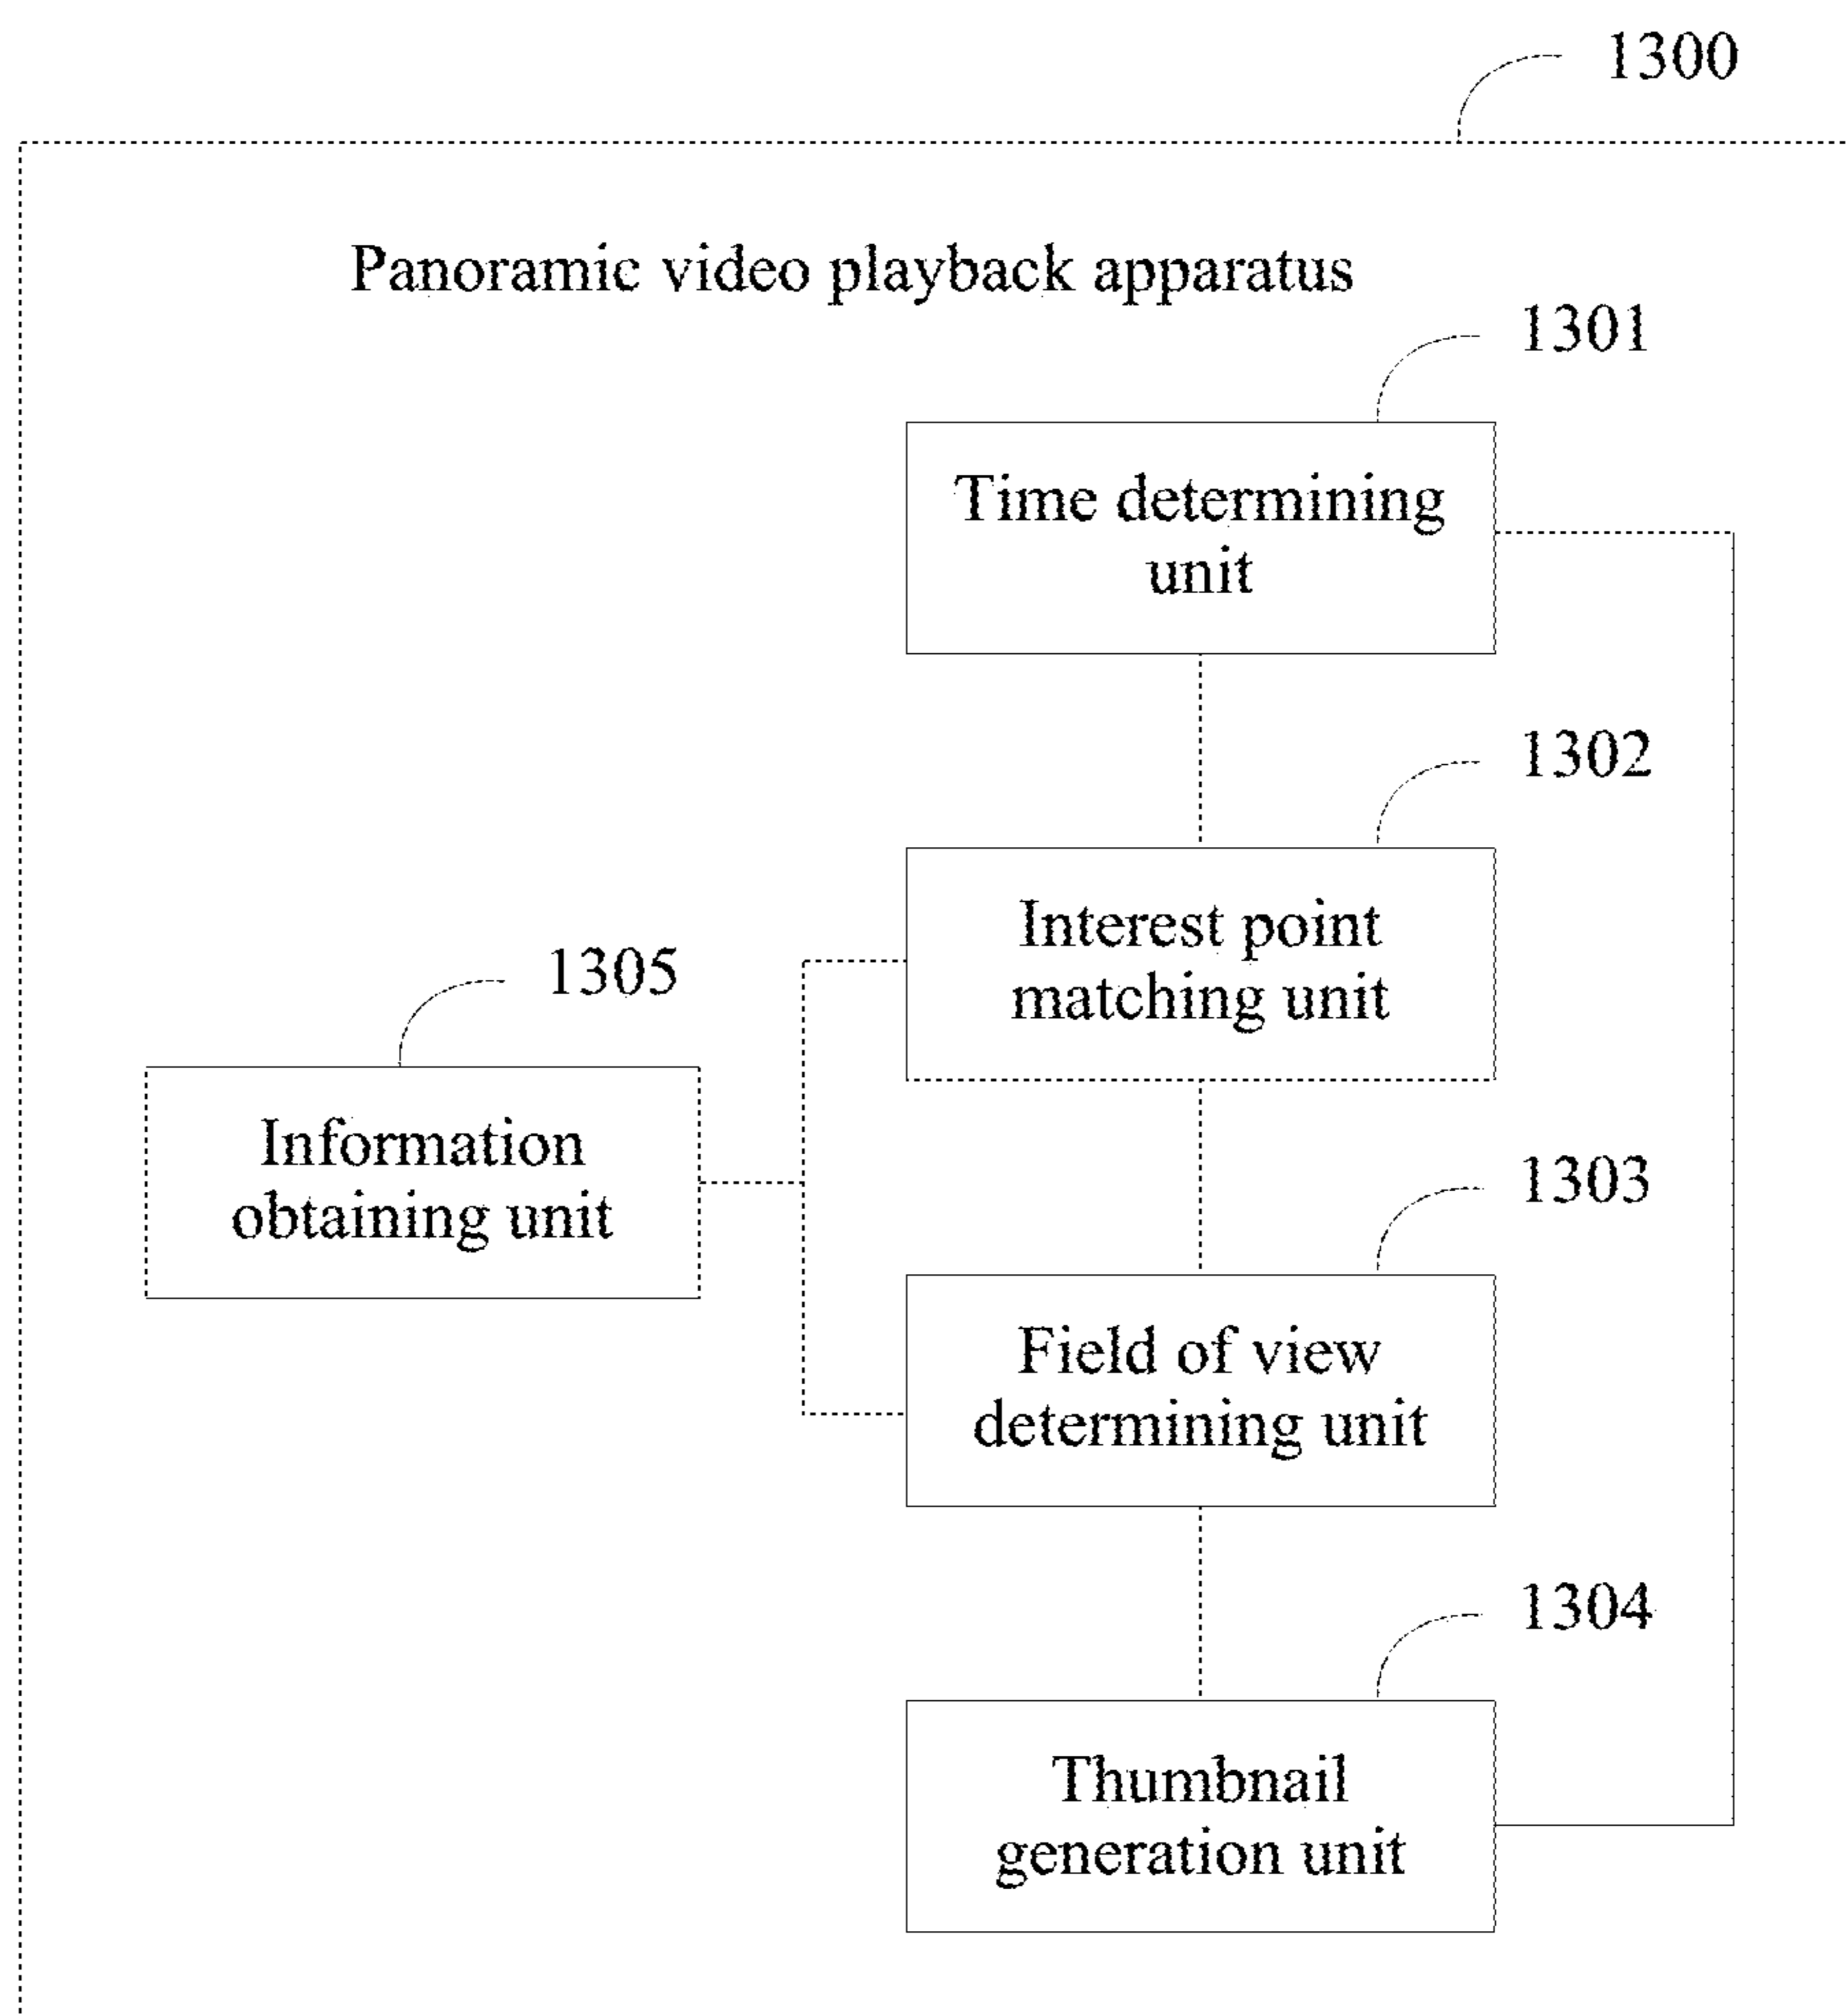 1300
Panoramic video playback apparatus
1301
Time determining
unit
1302
Interest point
matching unit
1305
Information
obtaining unit
1303
Field of view
determining unit
1304
Thumbnail
generation unit